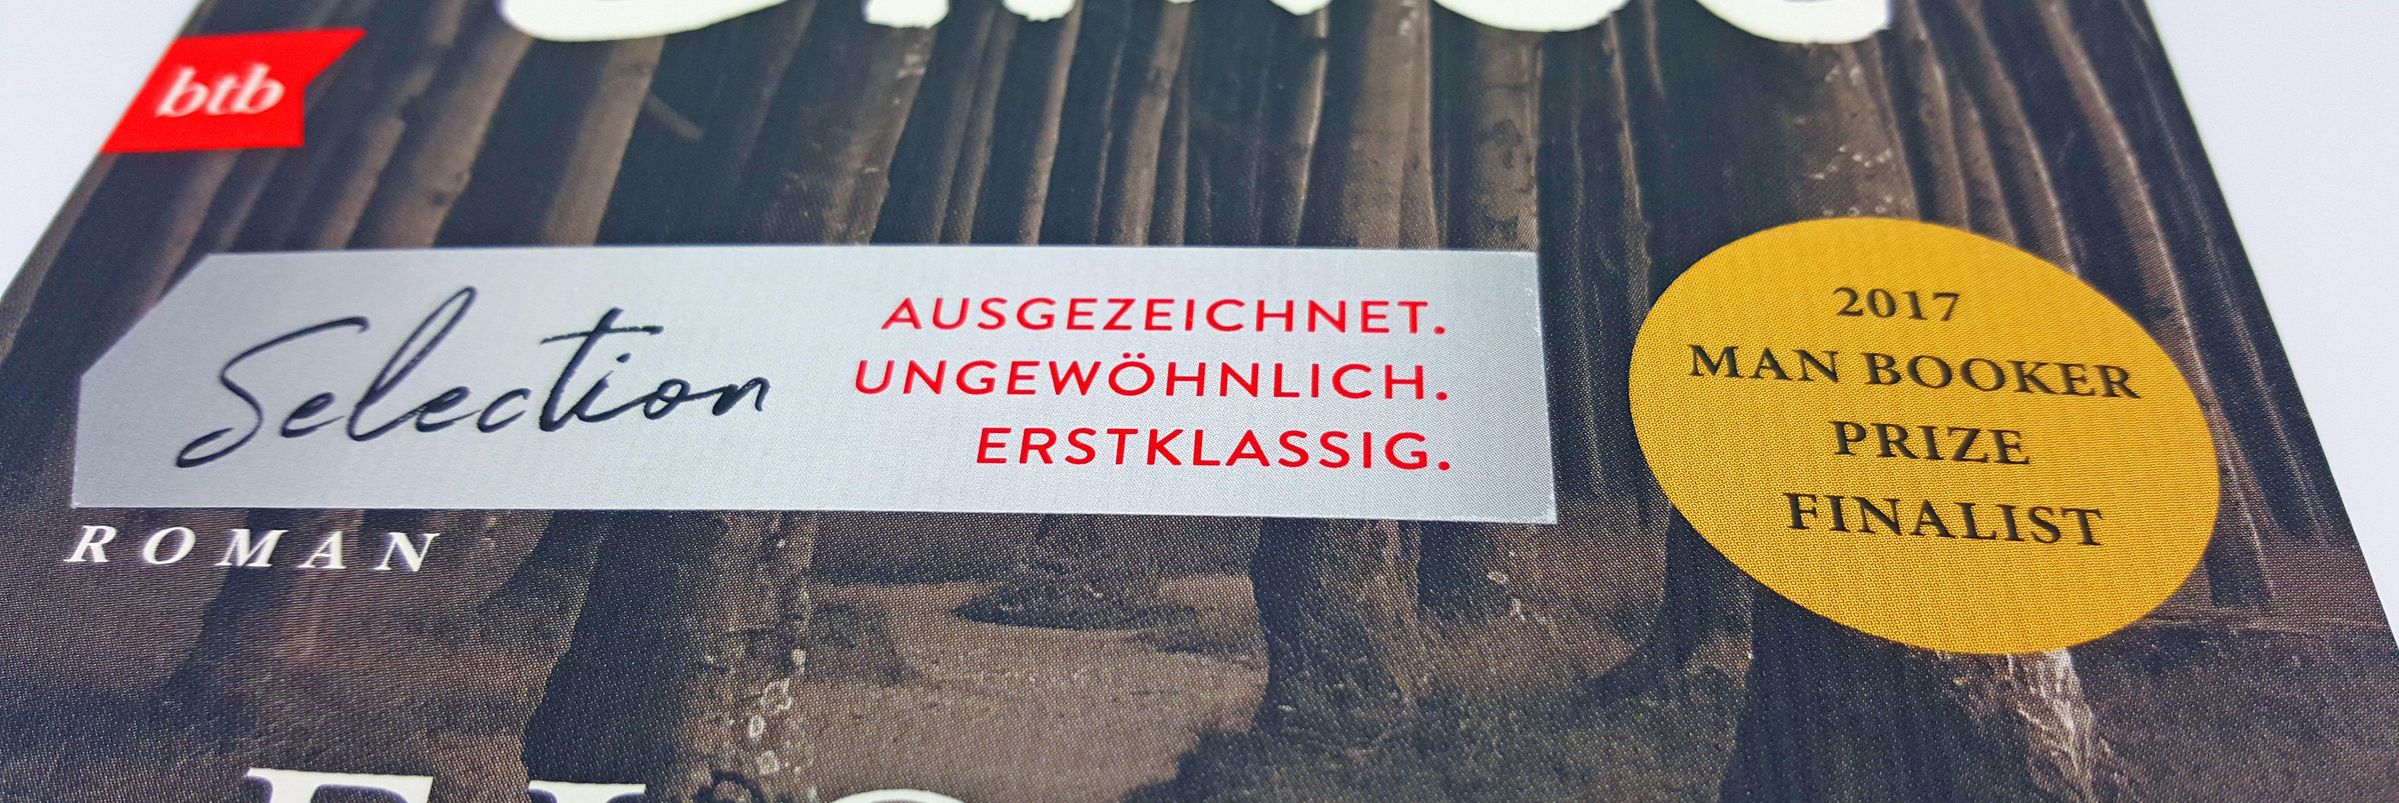 btb
Selection
AUSGEZEICHNET.
UNGEWÖHNLICH.
ERSTKLASSIG.
2017
MAN BOOKER
PRIZE
FINALIST
ROMAN